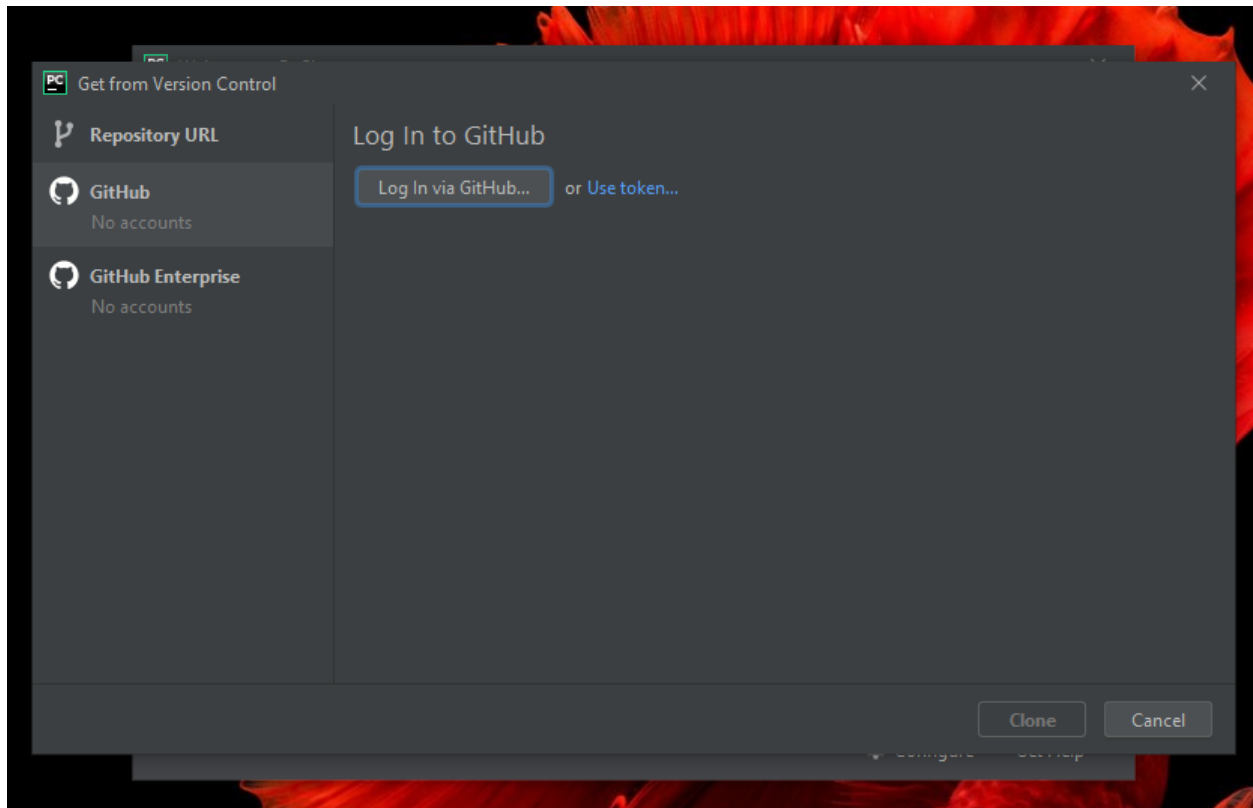 PC Get from Version Control
Repository URL
GitHub
No accounts
GitHub Enterprise
No accounts
Log In to GitHub
Log In via GitHub... or Use token...
Clone Cancel